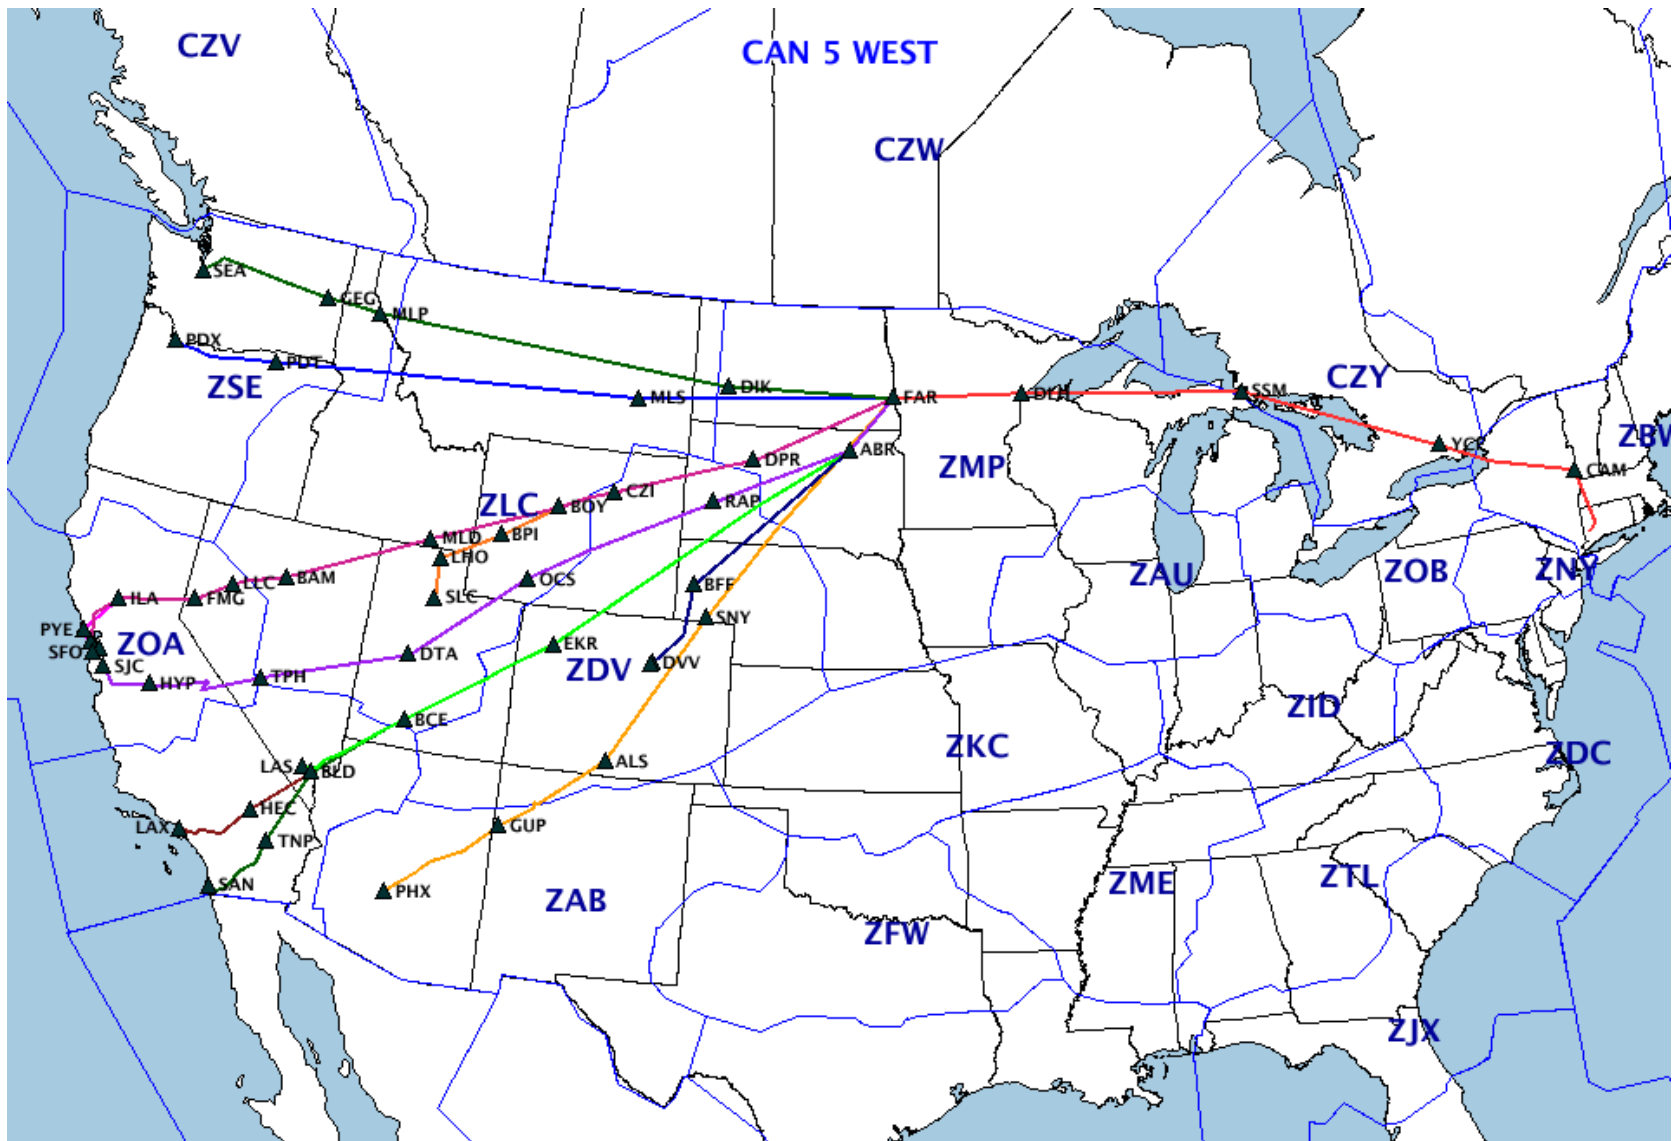 CZV
CAN 5 WEST
CZW
SEA
GEG
MLP
PDX
PDT
ZSE
MLS
DIK
FAR
DLH
SSM
CZY
ABR
DPR
ZMP
YCF
ZBW
CAM
CZI
RAP
ZLC
BOY
BPI
MLD
LHO
OCS
BAM
LLC
FMG
ILA
SLC
BFF
SNY
ZAU
ZOB
ZNY
PYE
ZOA
SFO
SJC
HYP
TPH
DTA
EKR
ZDV
DVV
BCE
ZID
ZKC
ZDC
LAS
BLD
ALS
HEC
LAX
TNP
GUP
SAN
PHX
ZAB
ZFW
ZME
ZTL
ZJX